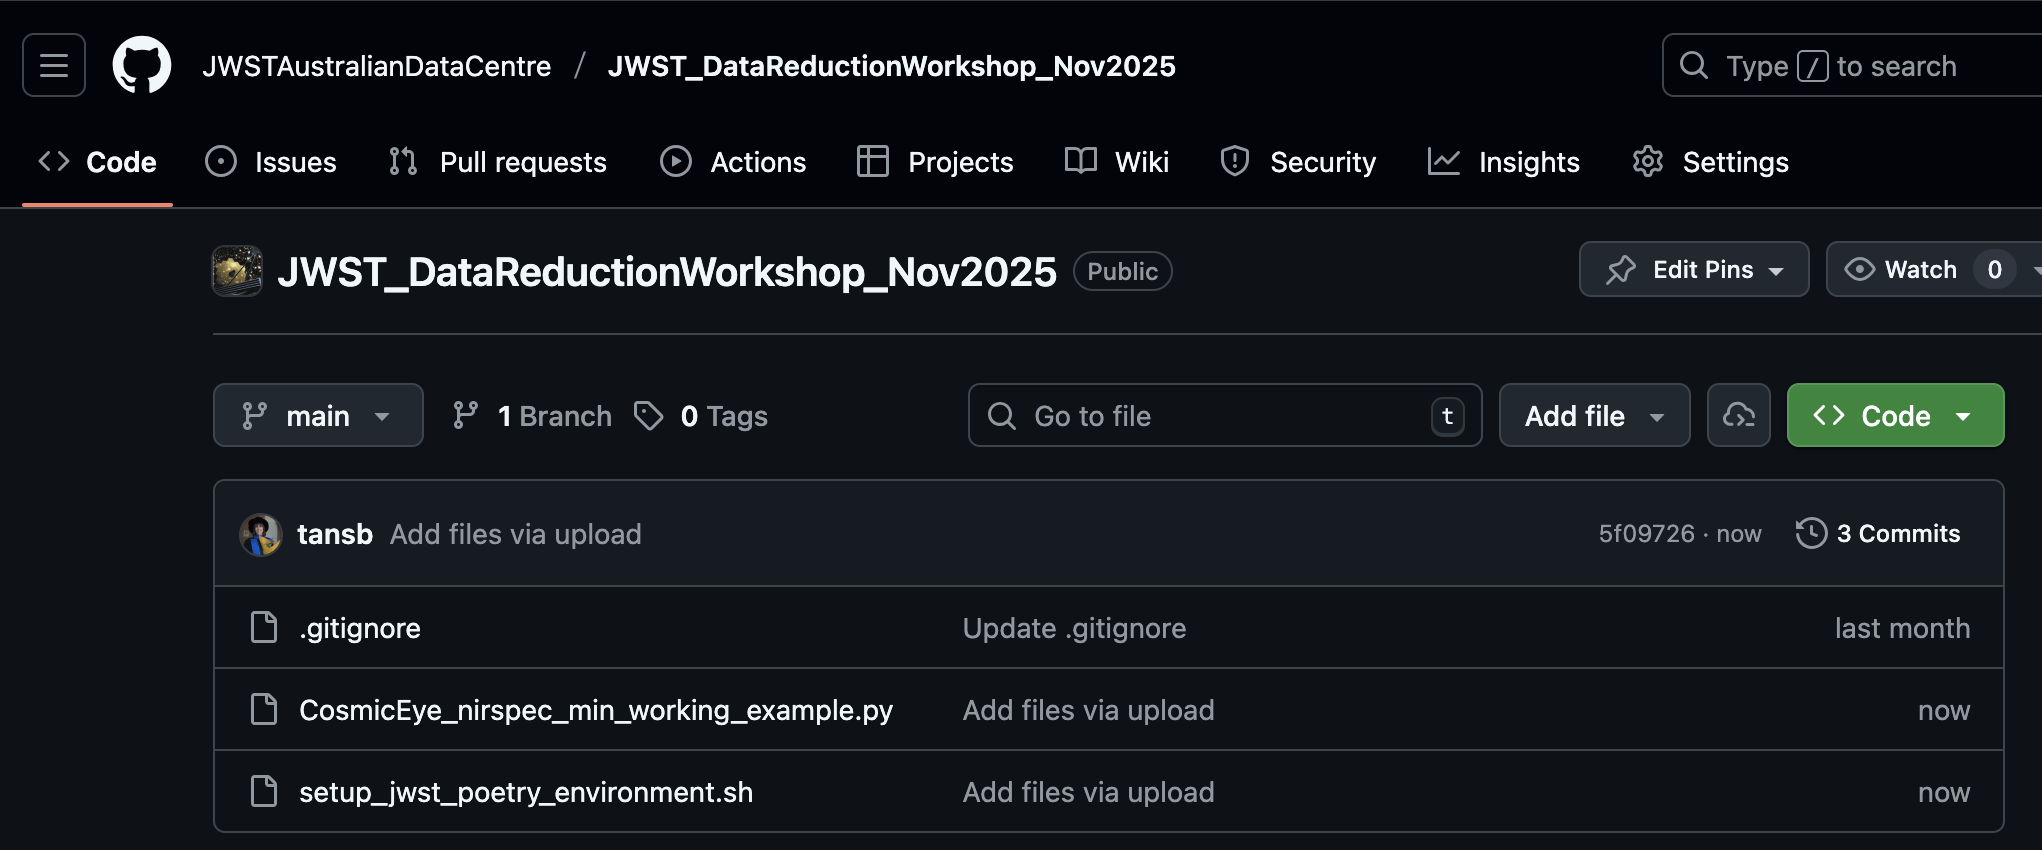 JWSTAustralianDataCentre / JWST_DataReductionWorkshop_Nov2025 Type / to search
Code Issues Pull requests Actions Projects Wiki Security Insights Settings
JWST_DataReductionWorkshop_Nov2025 Public Edit Pins Watch 0
main 1 Branch 0 Tags Go to file t Add file Code
tansb Add files via upload 5f09726 · now 3 Commits
.gitignore Update .gitignore last month
CosmicEye_nirspec_min_working_example.py Add files via upload now
setup_jwst_poetry_environment.sh Add files via upload now